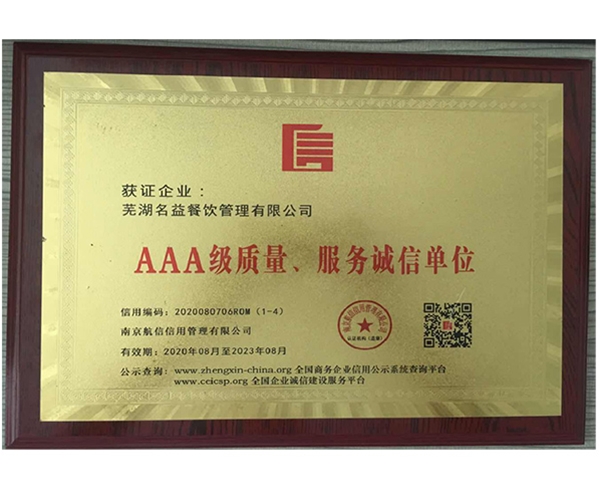 获证企业：
芜湖名益餐饮管理有限公司
AAA级质量、服务诚信单位
信用编码：2020080706ROM（1-4）
南京航信信用管理有限公司
有效期：2020年08月至2023年08月
公示查询：www.zhengxin-china.org 全国商务企业信用公示系统查询平台
www.ccicsp.org 全国企业诚信建设服务平台